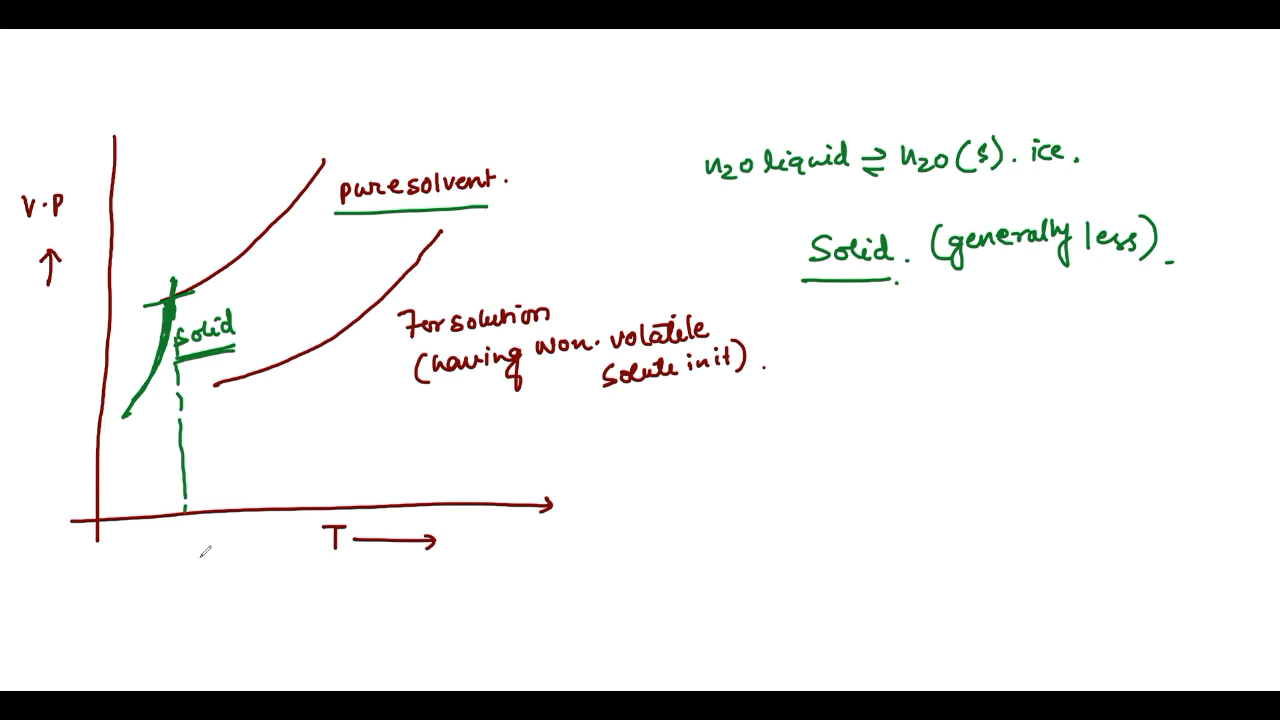 V.P
pure solvent.
solid
For solution
(having non-volatile
solute in it).
T
H2O liquid ⇌ H2O(s). ice.
Solid. (generally less).